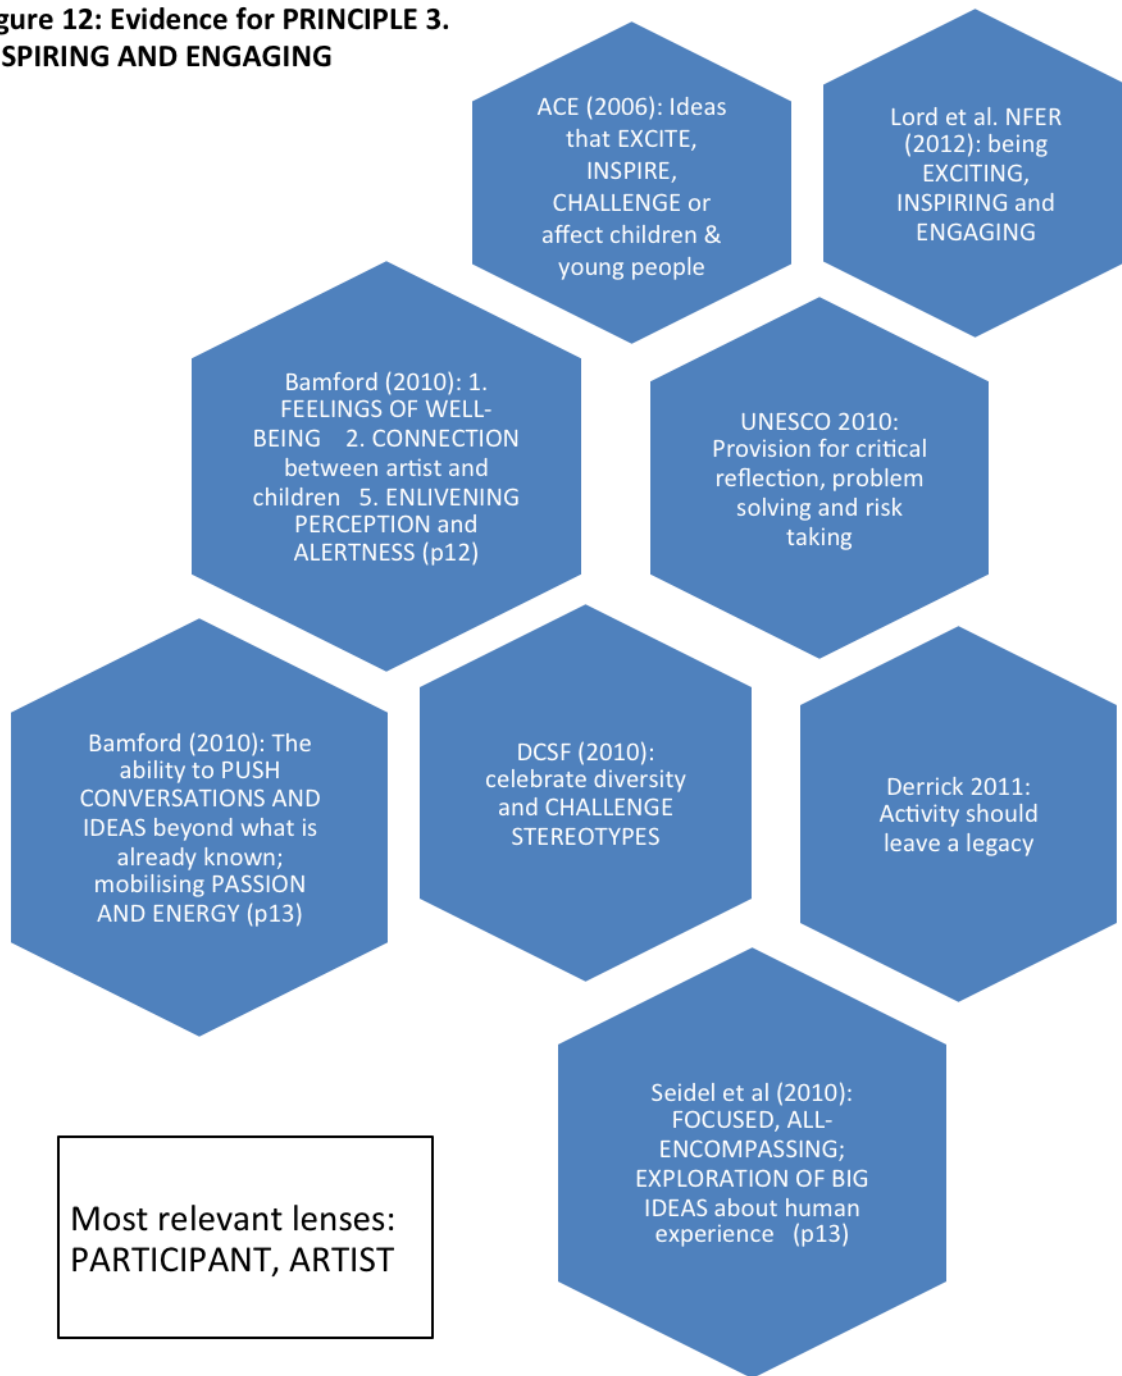 gure 12: Evidence for PRINCIPLE 3.
SPIRING AND ENGAGING
ACE (2006): Ideas
that EXCITE,
INSPIRE,
CHALLENGE or
affect children &
young people
Lord et al. NFER
(2012): being
EXCITING,
INSPIRING and
ENGAGING
Bamford (2010): 1.
FEELINGS OF WELL-
BEING 2. CONNECTION
between artist and
children 5. ENLIVENING
PERCEPTION and
ALERTNESS (p12)
UNESCO 2010:
Provision for critical
reflection, problem
solving and risk
taking
Bamford (2010): The
ability to PUSH
CONVERSATIONS AND
IDEAS beyond what is
already known;
mobilising PASSION
AND ENERGY (p13)
DCSF (2010):
celebrate diversity
and CHALLENGE
STEREOTYPES
Derrick 2011:
Activity should
leave a legacy
Seidel et al (2010):
FOCUSED, ALL-
ENCOMPASSING;
EXPLORATION OF BIG
IDEAS about human
experience (p13)
Most relevant lenses:
PARTICIPANT, ARTIST